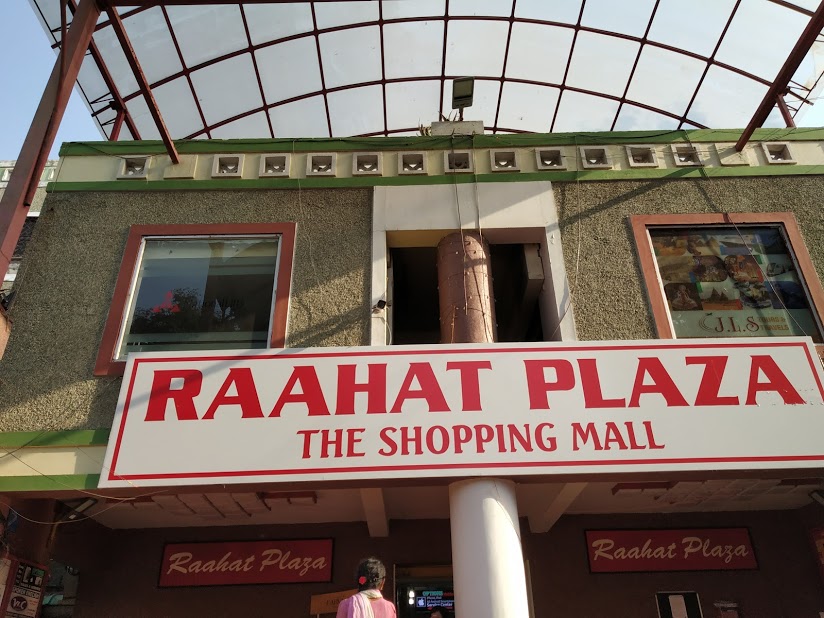 J.L.S
RAAHAT PLAZA
THE SHOPPING MALL
Raahat Plaza
Raahat Plaza